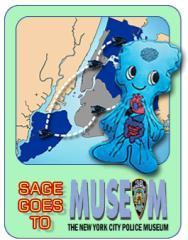 SAGE
GOES
TO
MUSEUM
THE NEW YORK CITY POLICE MUSEUM